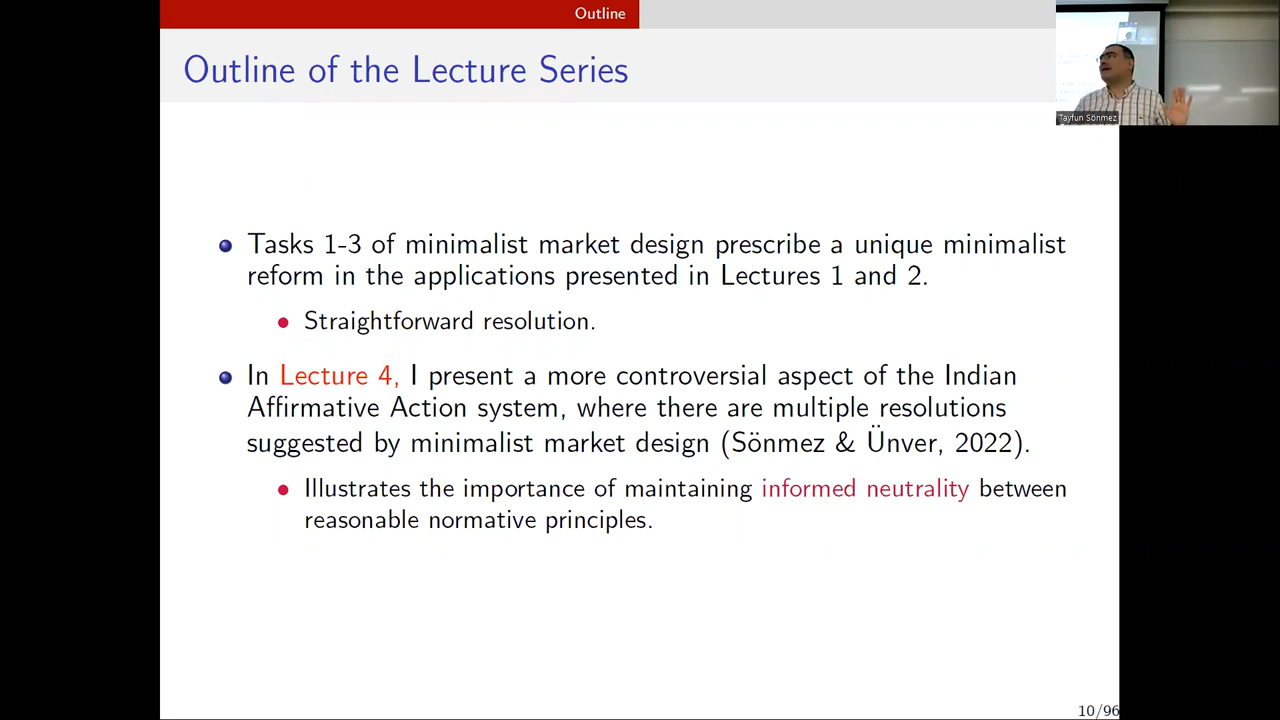 Outline
Outline of the Lecture Series
Tayfun Sönmez
Tasks 1-3 of minimalist market design prescribe a unique minimalist
reform in the applications presented in Lectures 1 and 2.
Straightforward resolution.
In Lecture 4, I present a more controversial aspect of the Indian
Affirmative Action system, where there are multiple resolutions
suggested by minimalist market design (Sönmez & Ünver, 2022).
Illustrates the importance of maintaining informed neutrality between
reasonable normative principles.
10/96